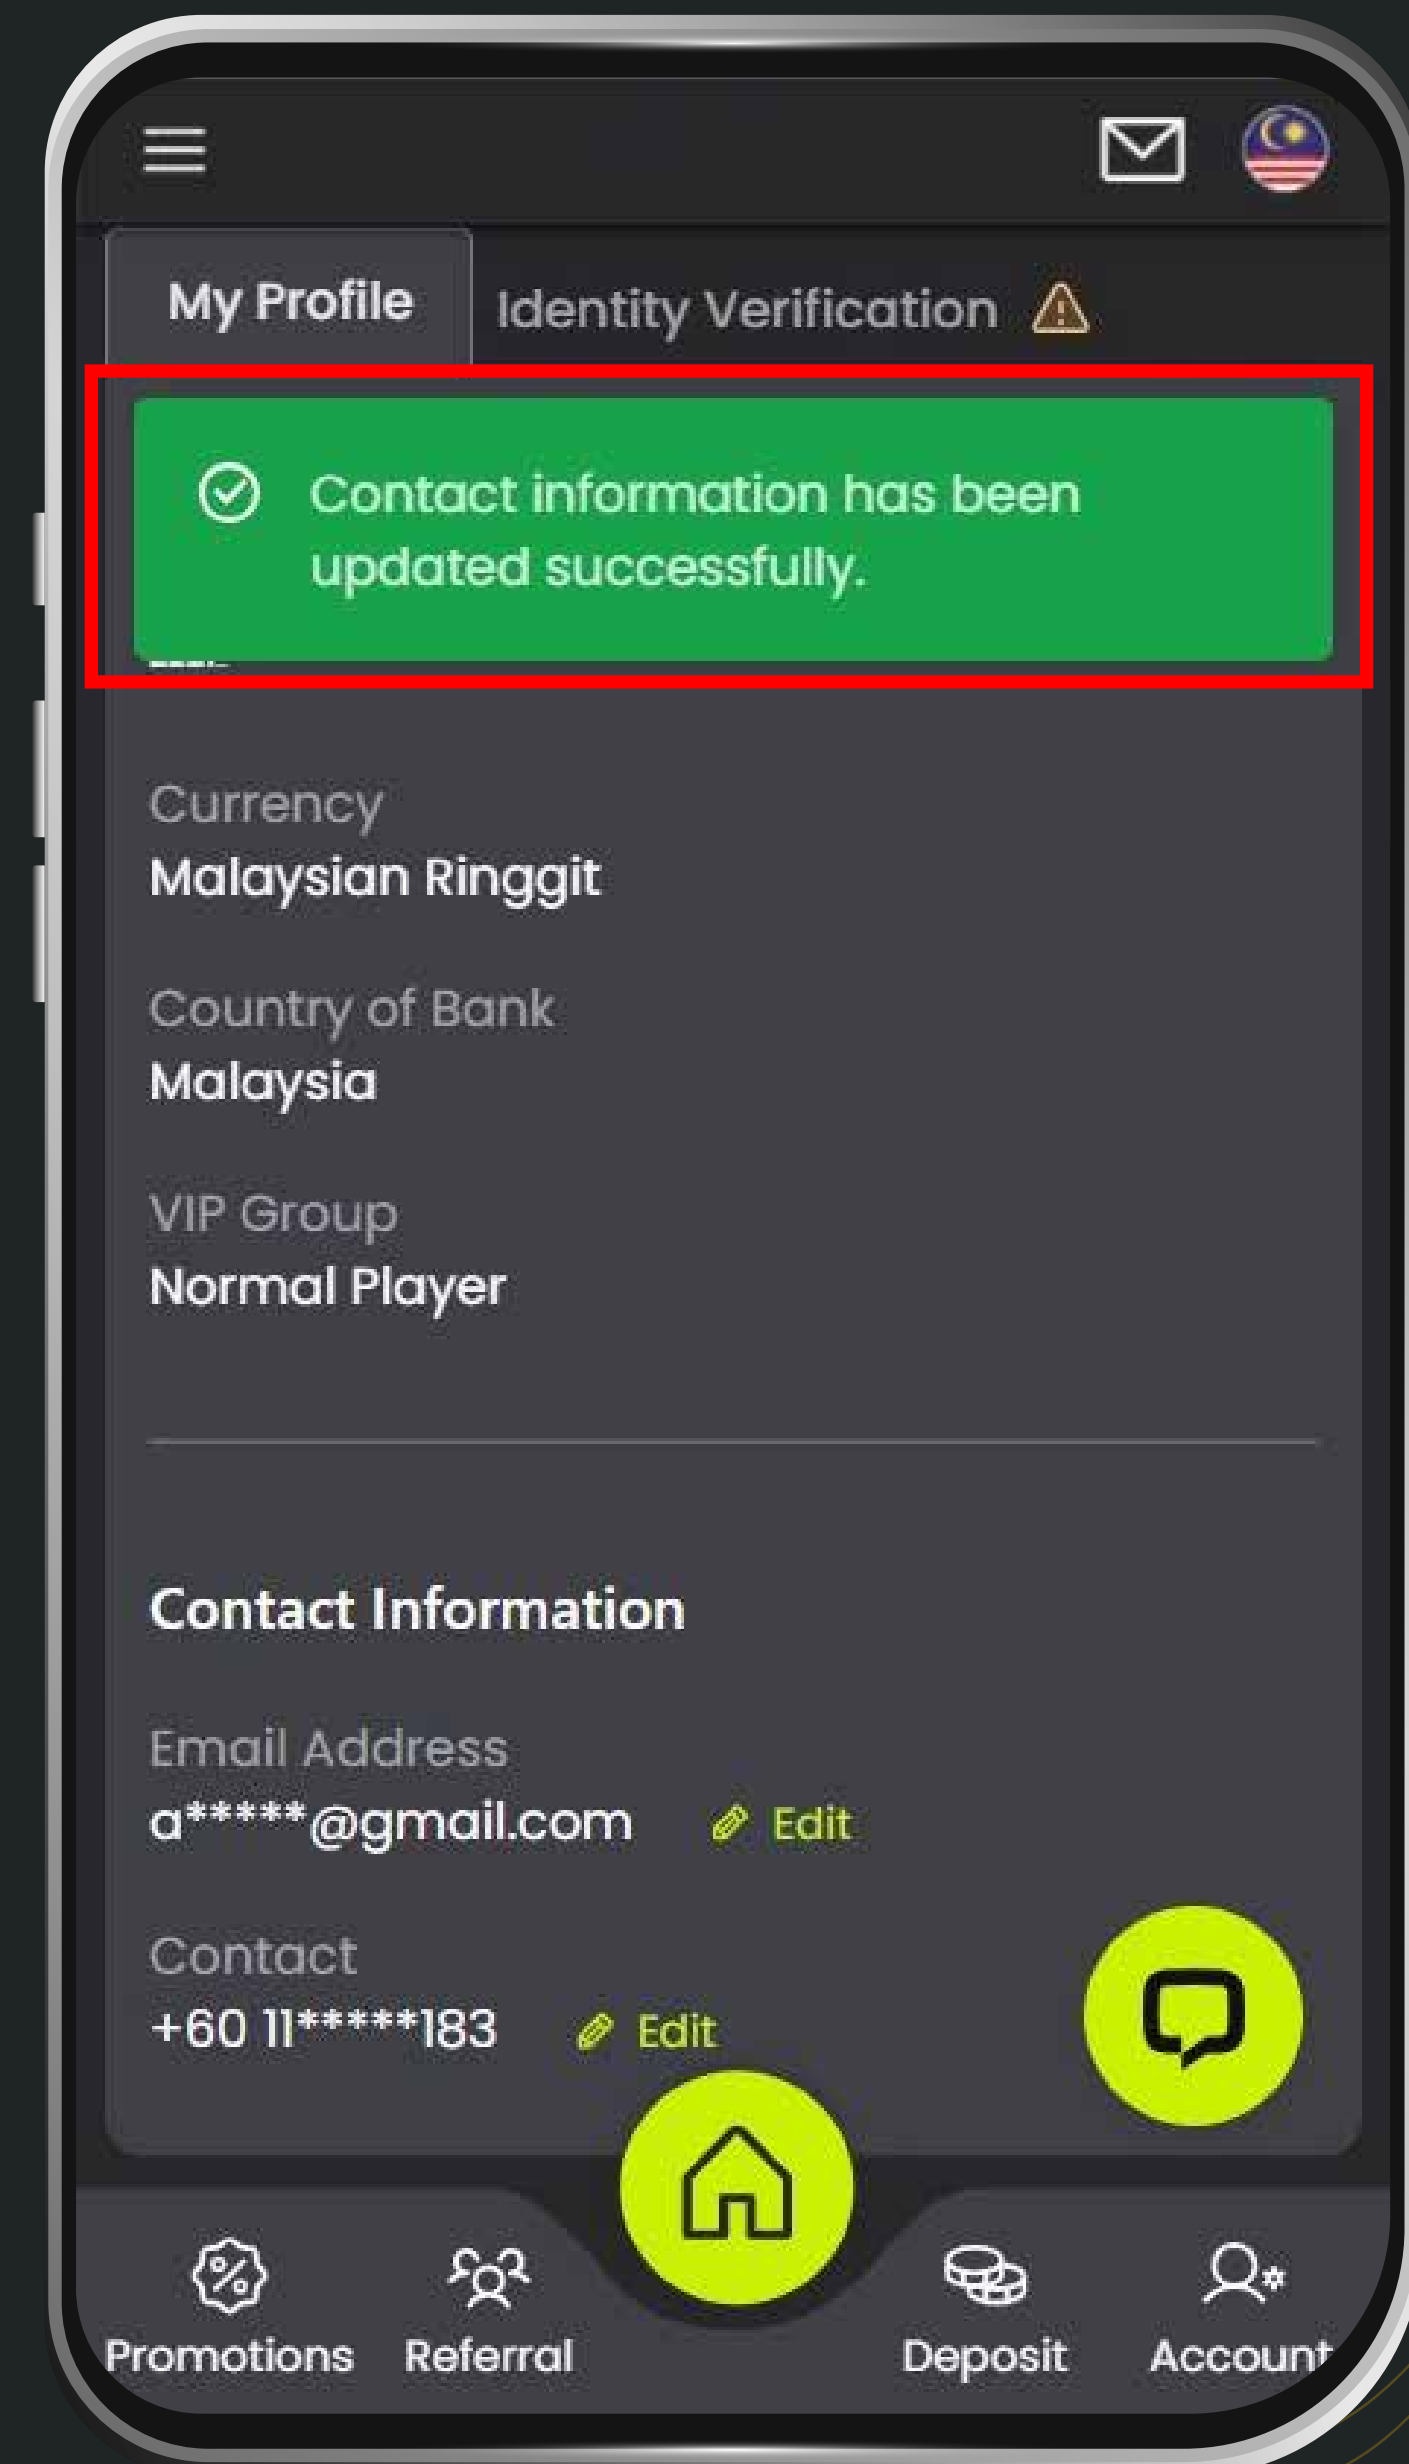 My Profile
Identity Verification
Contact information has been
updated successfully.
Currency
Malaysian Ringgit
Country of Bank
Malaysia
VIP Group
Normal Player
Contact Information
Email Address
a*****@gmail.com Edit
Contact
+60 11*****183 Edit
Promotions Referral Deposit Account